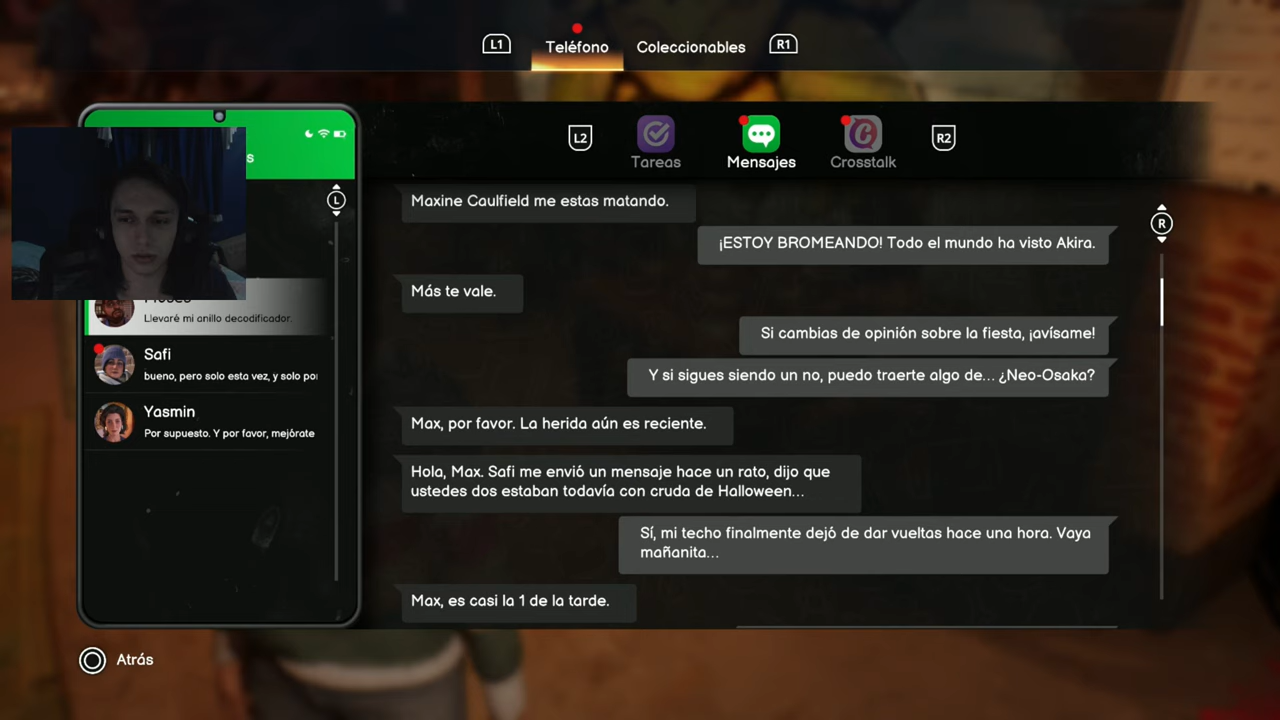 L1
Teléfono
Coleccionables
R1
L2
Tareas
Mensajes
Crosstalk
R2
s
L
R
Llevaré mi anillo decodificador.
Safi
bueno, pero solo esta vez, y solo por
Yasmin
Por supuesto. Y por favor, mejórate
Maxine Caulfield me estas matando.
¡ESTOY BROMEANDO! Todo el mundo ha visto Akira.
Más te vale.
Si cambias de opinión sobre la fiesta, ¡avísame!
Y si sigues siendo un no, puedo traerte algo de... ¿Neo-Osaka?
Max, por favor. La herida aún es reciente.
Hola, Max. Safi me envió un mensaje hace un rato, dijo que
ustedes dos estaban todavía con cruda de Halloween...
Sí, mi techo finalmente dejó de dar vueltas hace una hora. Vaya
mañanita...
Max, es casi la 1 de la tarde.
Atrás